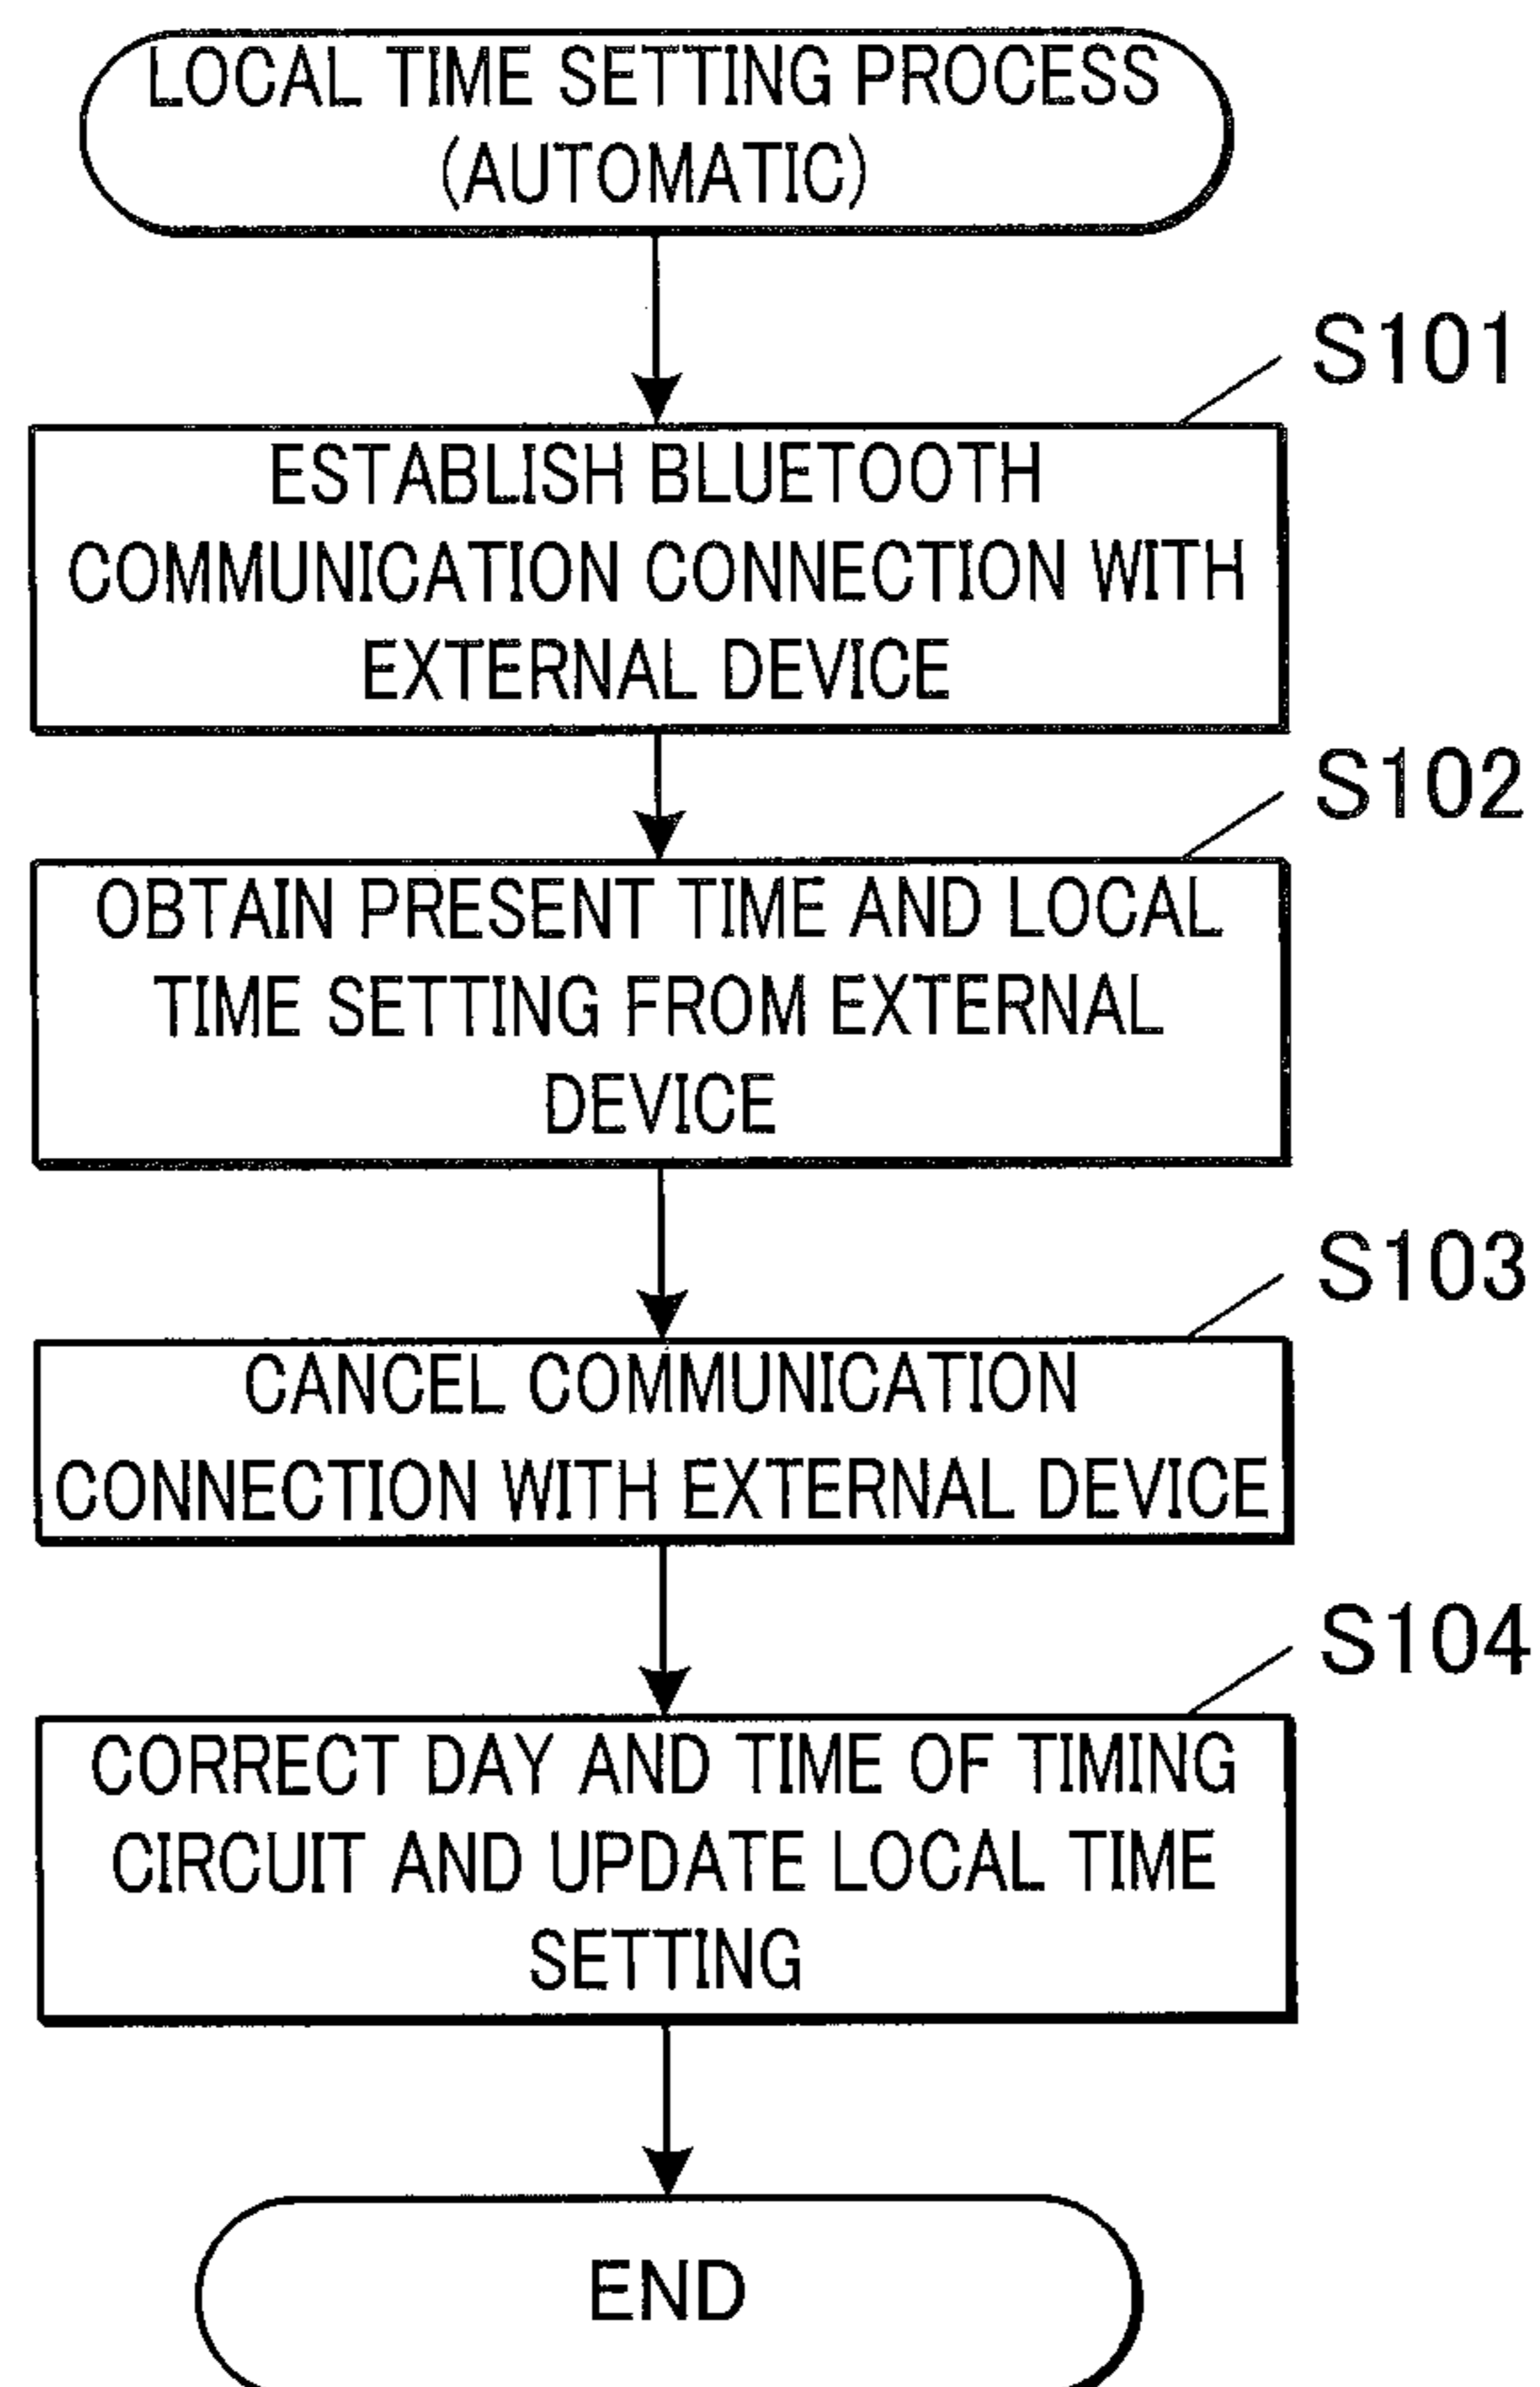 LOCAL TIME SETTING PROCESS
(AUTOMATIC)
S101
ESTABLISH BLUETOOTH
COMMUNICATION CONNECTION WITH
EXTERNAL DEVICE
S102
OBTAIN PRESENT TIME AND LOCAL
TIME SETTING FROM EXTERNAL
DEVICE
S103
CANCEL COMMUNICATION
CONNECTION WITH EXTERNAL DEVICE
S104
CORRECT DAY AND TIME OF TIMING
CIRCUIT AND UPDATE LOCAL TIME
SETTING
END